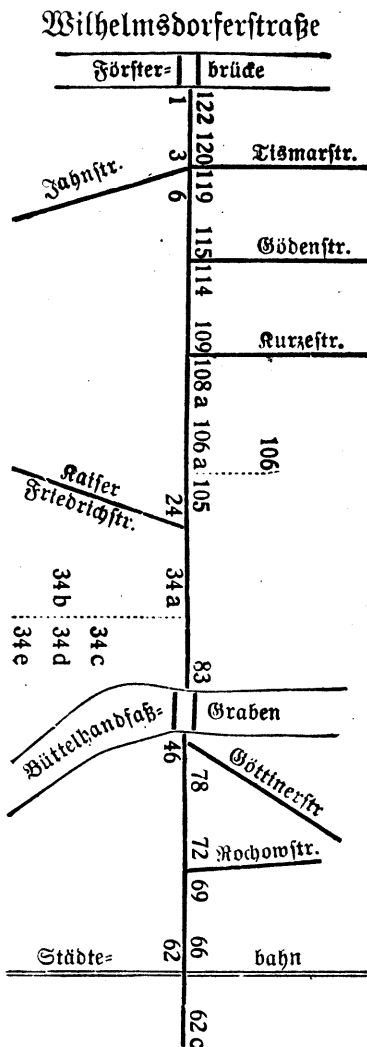 Wilhelmsdorferſtraße
Förſter⸗ brücke
1 122
3 120
Tismarſtr.
Jahnſtr.
6 119
115
Gödenſtr.
114
109
Kurzeſtr.
108 a
106 a 106
105
Kaiſer
Friedrichſtr.
24
34 a
34 b
34 c
34 d
34 e
83
Büttelhandfaß⸗ Graben
46
78
Göttinerſtr
72
Rochowſtr.
69
62 66
Städte⸗ bahn
62 c